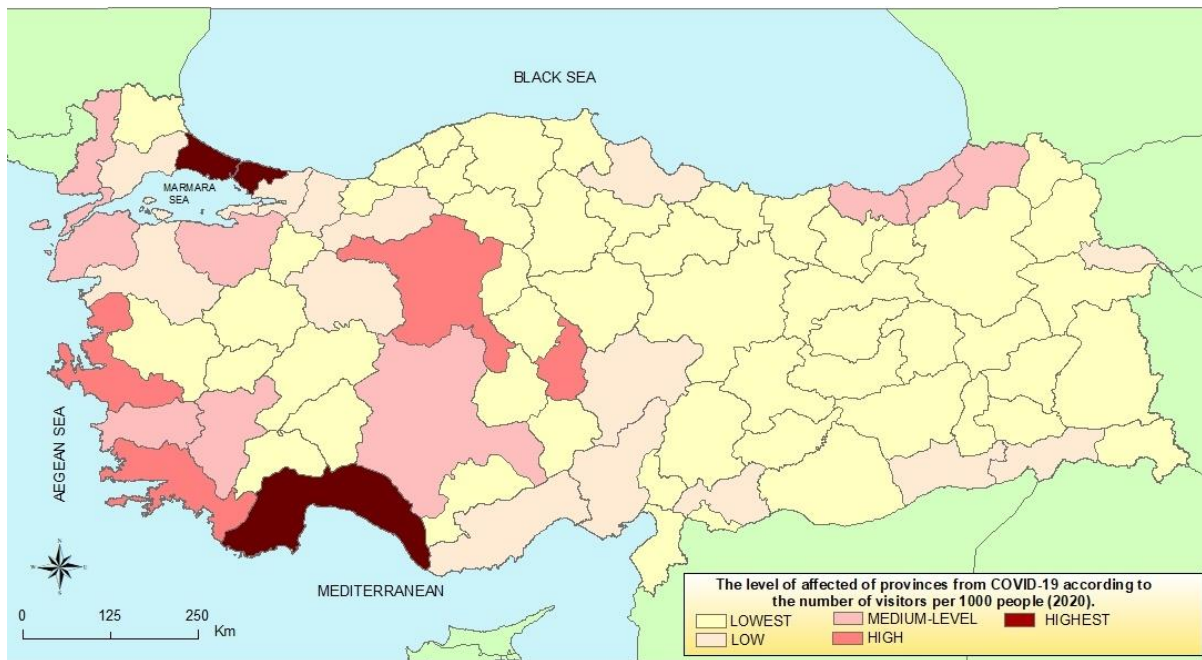 BLACK SEA
MARMARA
SEA
AEGEAN SEA
MEDITERRANEAN
0 125 250
Km
The level of affected of provinces from COVID-19 according to
the number of visitors per 1000 people (2020).
LOWEST MEDIUM-LEVEL HIGHEST
LOW HIGH